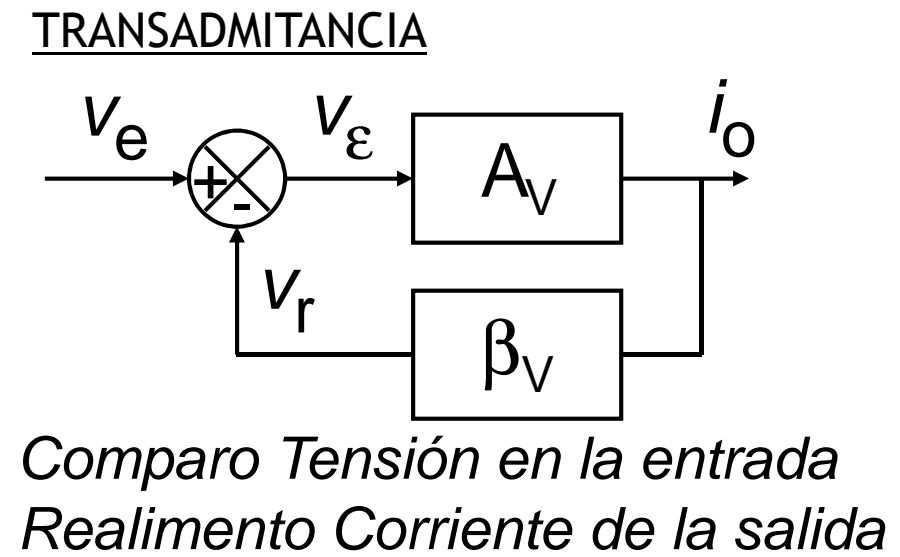 TRANSADMITANCIA
ve
vε
io
+
-
AV
vr
βV
Comparo Tensión en la entrada
Realimento Corriente de la salida